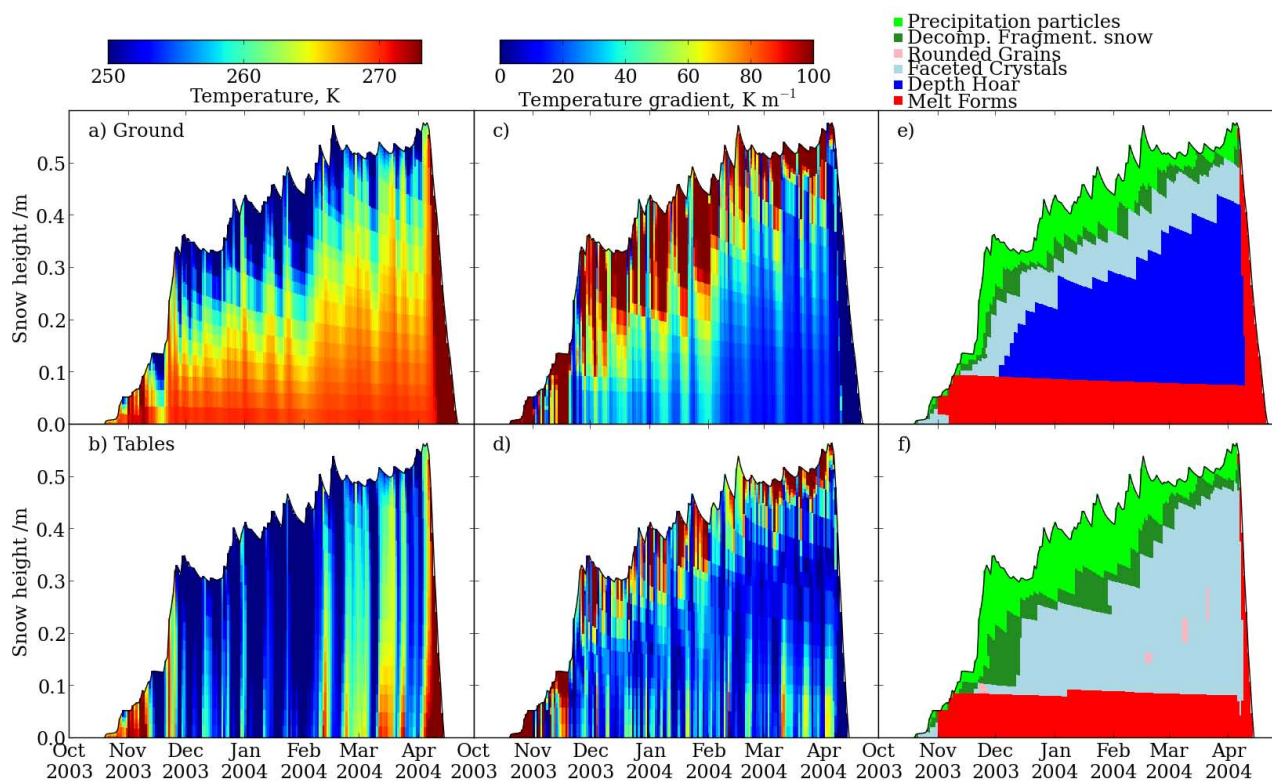 250 260 270
Temperature, K
0 20 40 60 80 100
Temperature gradient, K m⁻¹
Precipitation particles
Decomp. Fragment. snow
Rounded Grains
Faceted Crystals
Depth Hoar
Melt Forms
a) Ground
c)
e)
Snow height /m
0.5
0.4
0.3
0.2
0.1
0.0
b) Tables
d)
f)
Snow height /m
0.5
0.4
0.3
0.2
0.1
0.0
Oct Nov Dec Jan Feb Mar Apr Oct Nov Dec Jan Feb Mar Apr Oct Nov Dec Jan Feb Mar Apr
2003 2003 2003 2004 2004 2004 2004 2003 2003 2003 2004 2004 2004 2004 2003 2003 2003 2004 2004 2004 2004